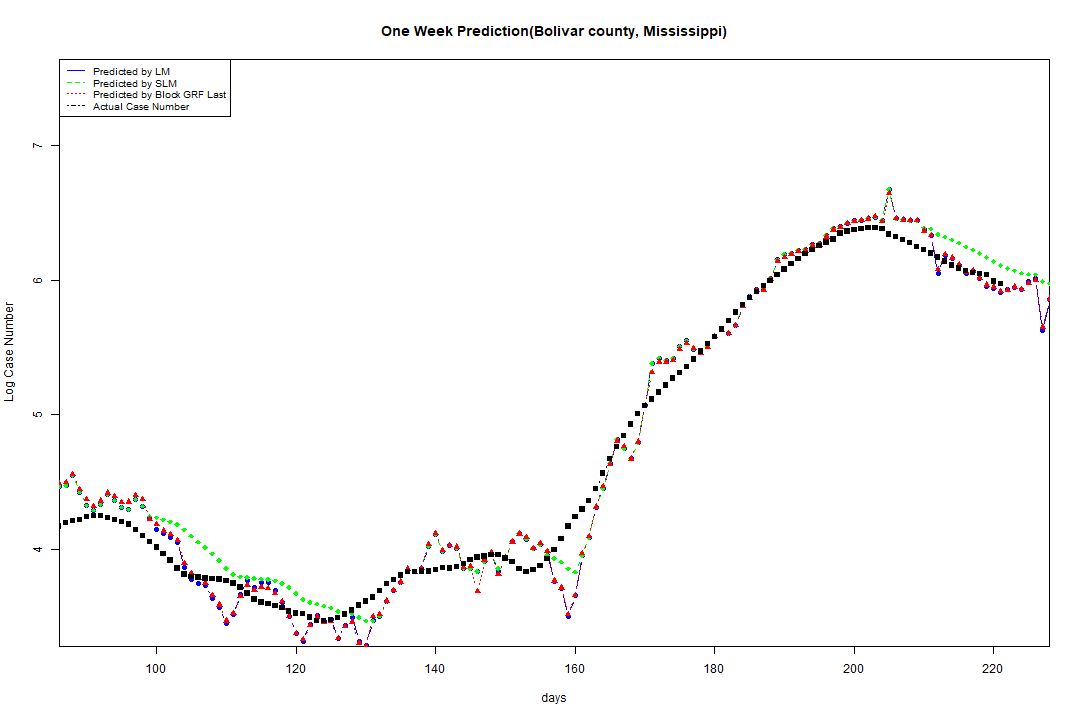 One Week Prediction(Bolivar county, Mississippi)
Predicted by LM
Predicted by SLM
Predicted by Block GRF Last
Actual Case Number
7
6
5
4
Log Case Number
100 120 140 160 180 200 220
days